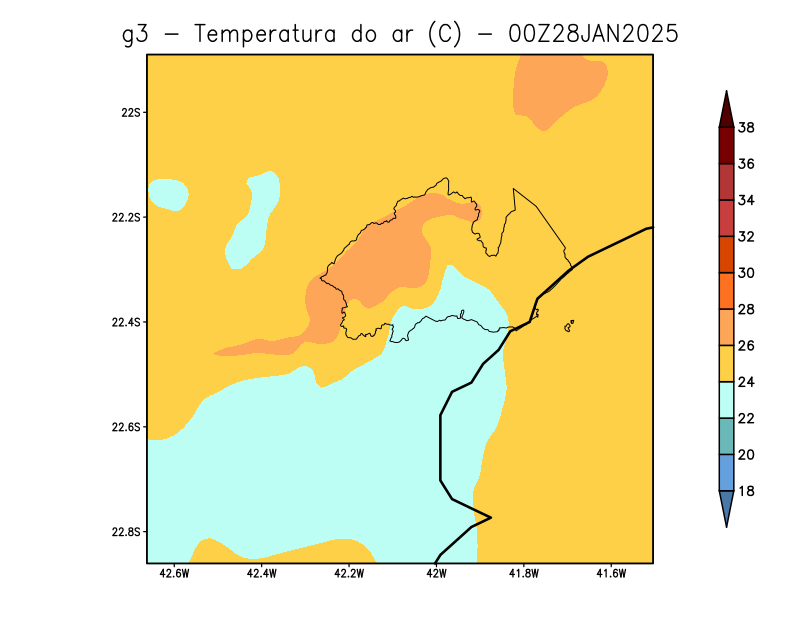 g3 − Temperatura do ar (C) − 00Z28JAN2025
22S
22.2S
22.4S
22.6S
22.8S
42.6W
42.4W
42.2W
42W
41.8W
41.6W
38
36
34
32
30
28
26
24
22
20
18